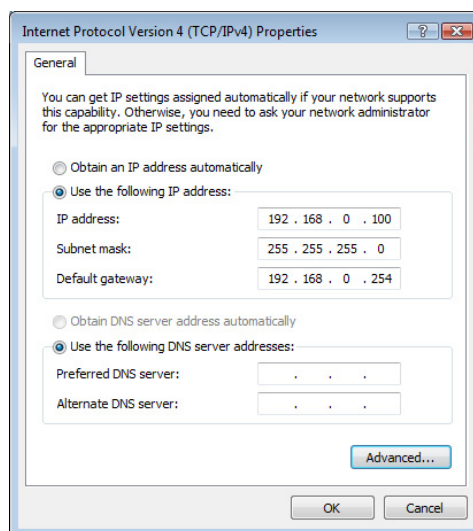 Internet Protocol Version 4 (TCP/IPv4) Properties
General
You can get IP settings assigned automatically if your network supports
this capability. Otherwise, you need to ask your network administrator
for the appropriate IP settings.
Obtain an IP address automatically
Use the following IP address:
IP address: 192 . 168 . 0 . 100
Subnet mask: 255 . 255 . 255 . 0
Default gateway: 192 . 168 . 0 . 254
Obtain DNS server address automatically
Use the following DNS server addresses:
Preferred DNS server: . . .
Alternate DNS server: . . .
Advanced...
OK Cancel